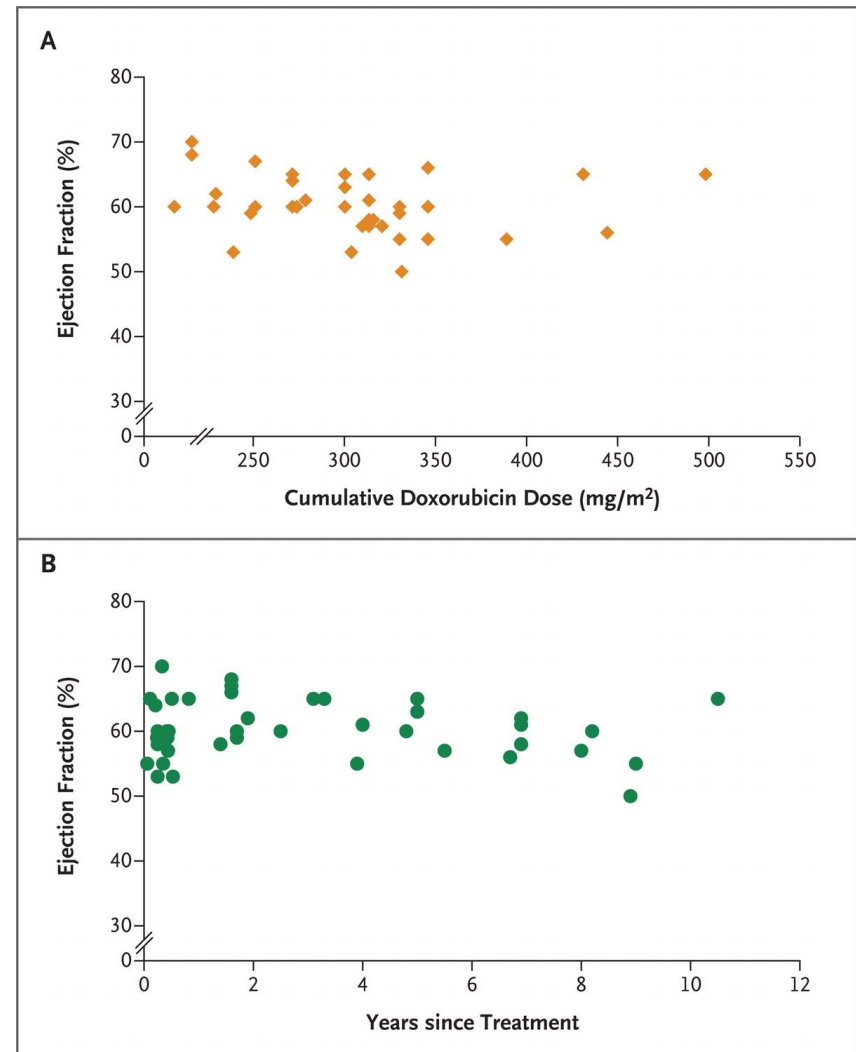 A
80
70
60
50
40
30
0
Ejection Fraction (%)
0 250 300 350 400 450 500 550
Cumulative Doxorubicin Dose (mg/m²)
B
80
70
60
50
40
30
0
Ejection Fraction (%)
0 2 4 6 8 10 12
Years since Treatment